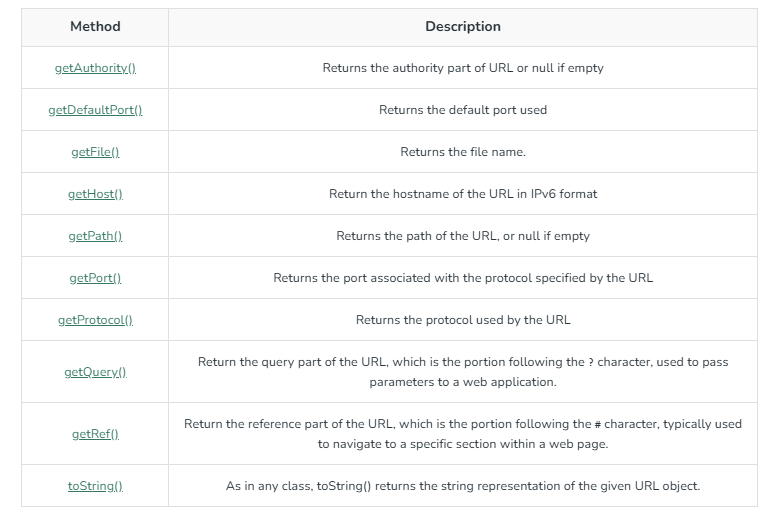 Method Description
getAuthority() Returns the authority part of URL or null if empty
getDefaultPort() Returns the default port used
getFile() Returns the file name.
getHost() Return the hostname of the URL in IPv6 format
getPath() Returns the path of the URL, or null if empty
getPort() Returns the port associated with the protocol specified by the URL
getProtocol() Returns the protocol used by the URL
getQuery() Return the query part of the URL, which is the portion following the ? character, used to pass
parameters to a web application.
getRef() Return the reference part of the URL, which is the portion following the # character, typically used
to navigate to a specific section within a web page.
toString() As in any class, toString() returns the string representation of the given URL object.